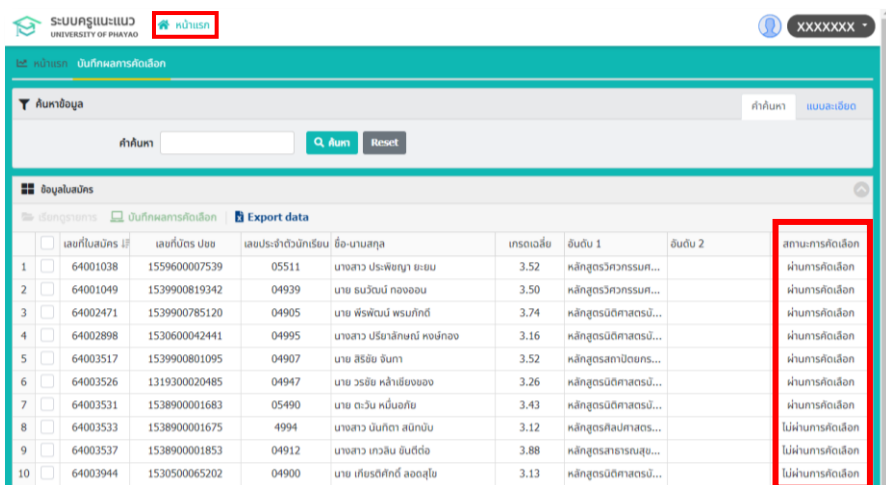 ระบบครูแนะแนว
UNIVERSITY OF PHAYAO
หน้าแรก
XXXXXXX
หน้าแรก บันทึกผลการคัดเลือก
ค้นหาข้อมูล คำค้นหา แบบละเอียด
คำค้นหา ค้นหา Reset
ข้อมูลใบสมัคร
เรียกดูรายการ บันทึกผลการคัดเลือก Export data
เลขที่ใบสมัคร เลขที่บัตร ปชช เลขประจำตัวนักเรียน ชื่อ-นามสกุล เกรดเฉลี่ย อันดับ 1 อันดับ 2 สถานะการคัดเลือก
1 64001038 1559600007539 05511 นางสาว ประพิชญา ยะยม 3.52 หลักสูตรวิศวกรรมศ... ผ่านการคัดเลือก
2 64001049 1539900819342 04939 นาย ธนวัฒน์ ทองออน 3.50 หลักสูตรวิศวกรรมศ... ผ่านการคัดเลือก
3 64002471 1539900785120 04905 นาย พีรพัฒน์ พรมภักดี 3.74 หลักสูตรนิติศาสตรบั... ผ่านการคัดเลือก
4 64002898 1530600042441 04995 นางสาว ปรียาลักษณ์ หงษ์ทอง 3.16 หลักสูตรนิติศาสตรบั... ผ่านการคัดเลือก
5 64003517 1539900801095 04907 นาย สิริชัย จันทา 3.52 หลักสูตรสถาปัตยกร... ผ่านการคัดเลือก
6 64003526 1319300020485 04947 นาย วรชัย หล้าเชียงของ 3.26 หลักสูตรนิติศาสตรบั... ผ่านการคัดเลือก
7 64003531 1538900001683 05490 นาย ตะวัน หมื่นอภัย 3.43 หลักสูตรนิติศาสตรบั... ผ่านการคัดเลือก
8 64003533 1538900001675 4994 นางสาว นันทิตา สนิทนับ 3.12 หลักสูตรศิลปศาสตร... ไม่ผ่านการคัดเลือก
9 64003537 1538900001853 04912 นางสาว เกวลิน ขันตีต่อ 3.88 หลักสูตรสาธารณสุข... ไม่ผ่านการคัดเลือก
10 64003944 1530500065202 04900 นาย เกียรติศักดิ์ ลอดสุโข 3.13 หลักสูตรนิติศาสตรบั... ไม่ผ่านการคัดเลือก